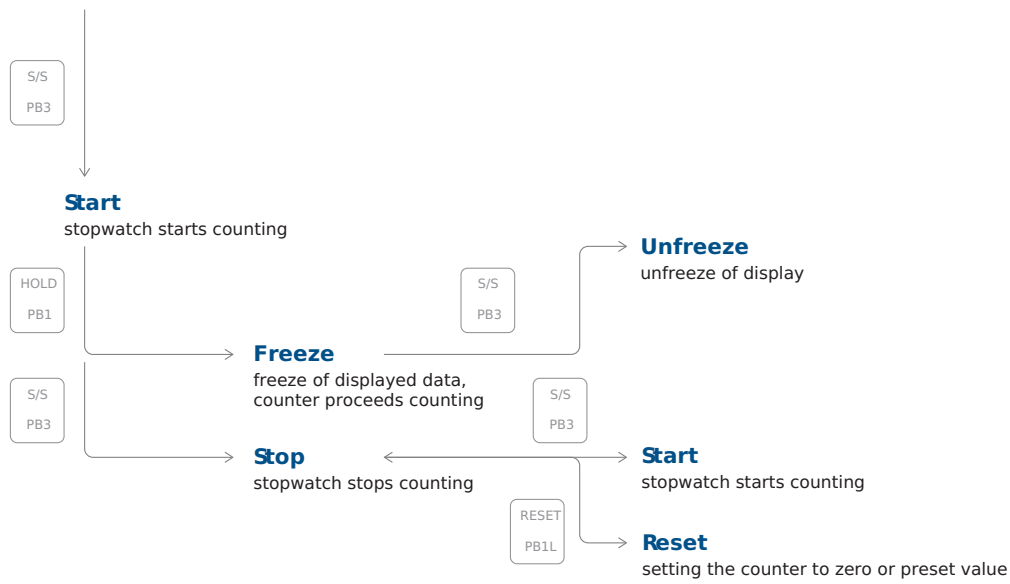 S/S
PB3
Start
stopwatch starts counting
HOLD
PB1
S/S
PB3
Unfreeze
unfreeze of display
Freeze
freeze of displayed data,
counter proceeds counting
S/S
PB3
S/S
PB3
Stop
stopwatch stops counting
Start
stopwatch starts counting
RESET
PB1L
Reset
setting the counter to zero or preset value